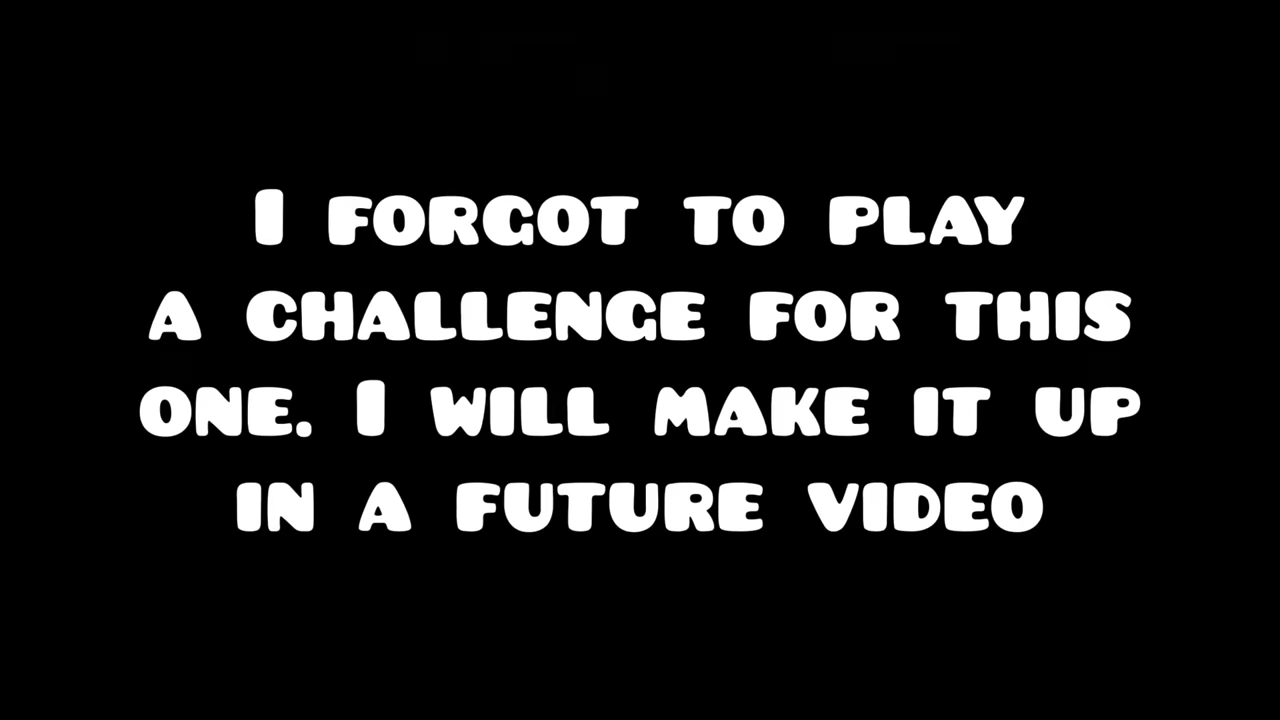 I FORGOT TO PLAY
A CHALLENGE FOR THIS
ONE. I WILL MAKE IT UP
IN A FUTURE VIDEO